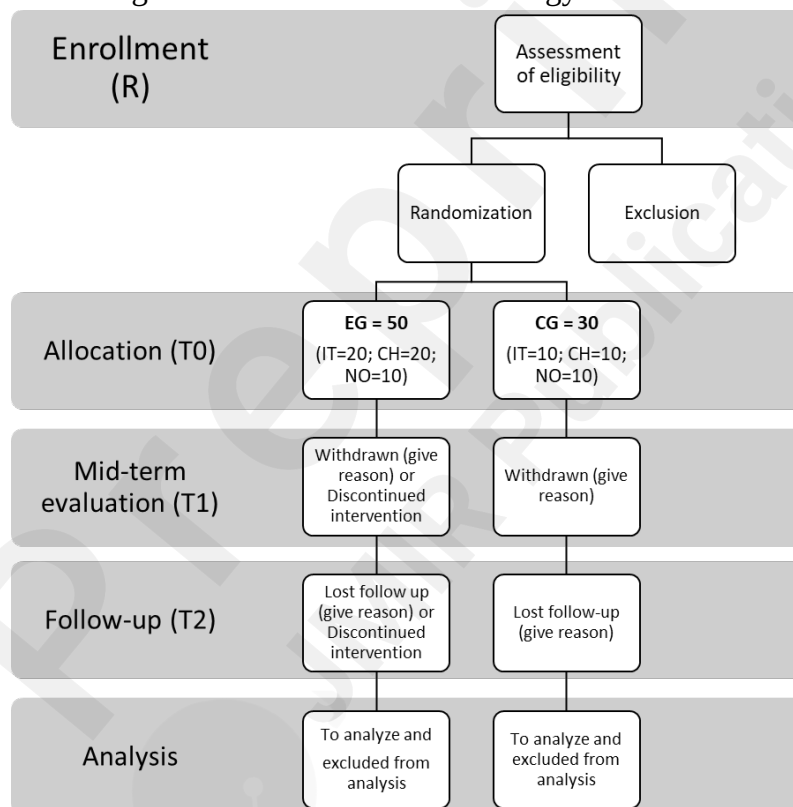 Enrollment
(R)
Assessment
of eligibility
Randomization
Exclusion
Allocation (T0)
EG = 50
(IT=20; CH=20;
NO=10)
CG = 30
(IT=10; CH=10;
NO=10)
Mid-term
evaluation (T1)
Withdrawn (give
reason) or
Discontinued
intervention
Withdrawn (give
reason)
Follow-up (T2)
Lost follow up
(give reason) or
Discontinued
intervention
Lost follow-up
(give reason)
Analysis
To analyze and
excluded from
analysis
To analyze and
excluded from
analysis
Preprint
JMIR